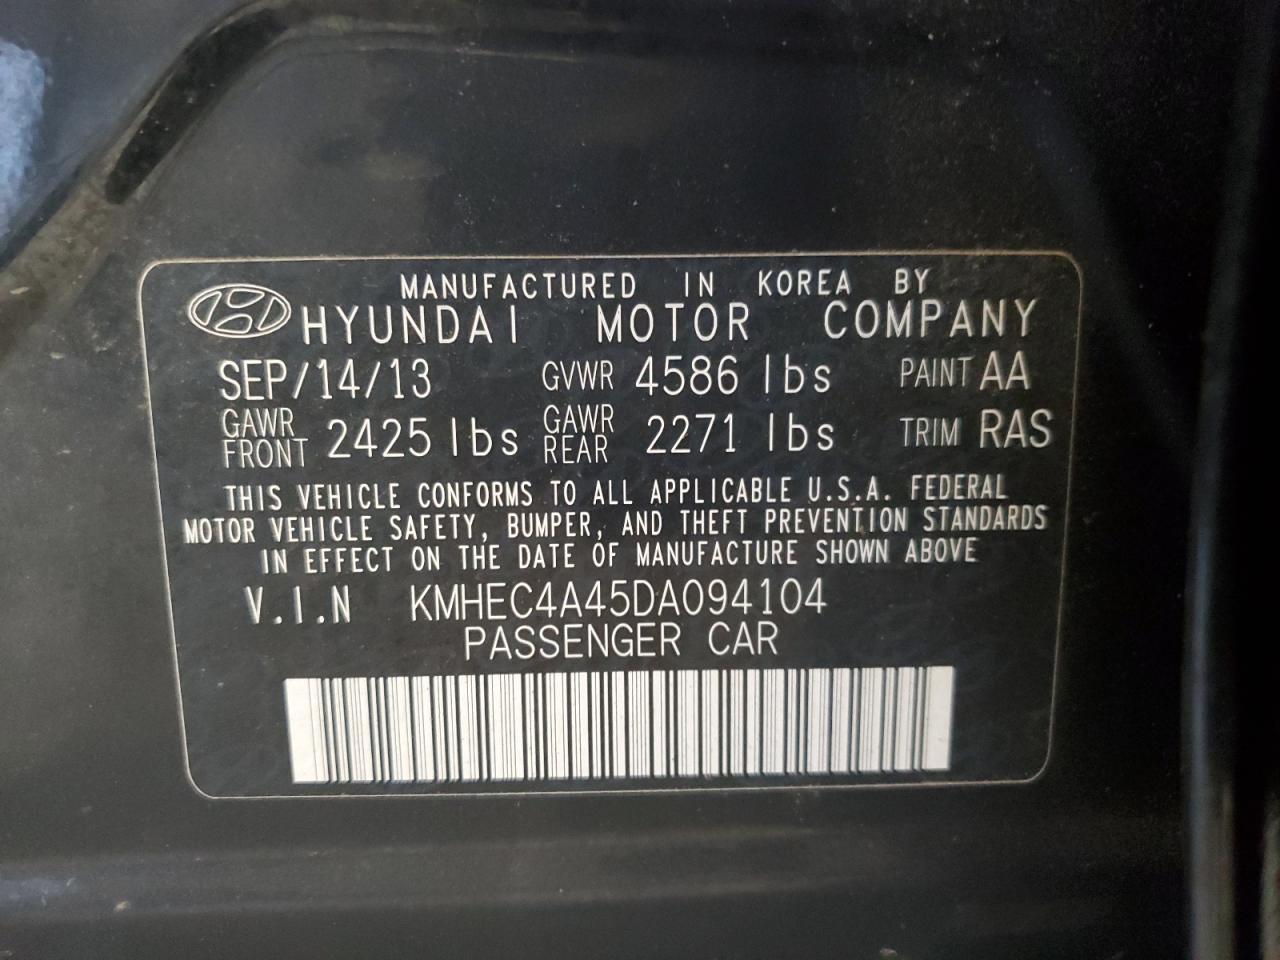 MANUFACTURED IN KOREA BY
HYUNDAI MOTOR COMPANY
SEP/14/13 GVWR 4586 lbs PAINT AA
GAWR FRONT 2425 lbs GAWR REAR 2271 lbs TRIM RAS
THIS VEHICLE CONFORMS TO ALL APPLICABLE U.S.A. FEDERAL
MOTOR VEHICLE SAFETY, BUMPER, AND THEFT PREVENTION STANDARDS
IN EFFECT ON THE DATE OF MANUFACTURE SHOWN ABOVE
V.I.N KMHEC4A45DA094104
PASSENGER CAR